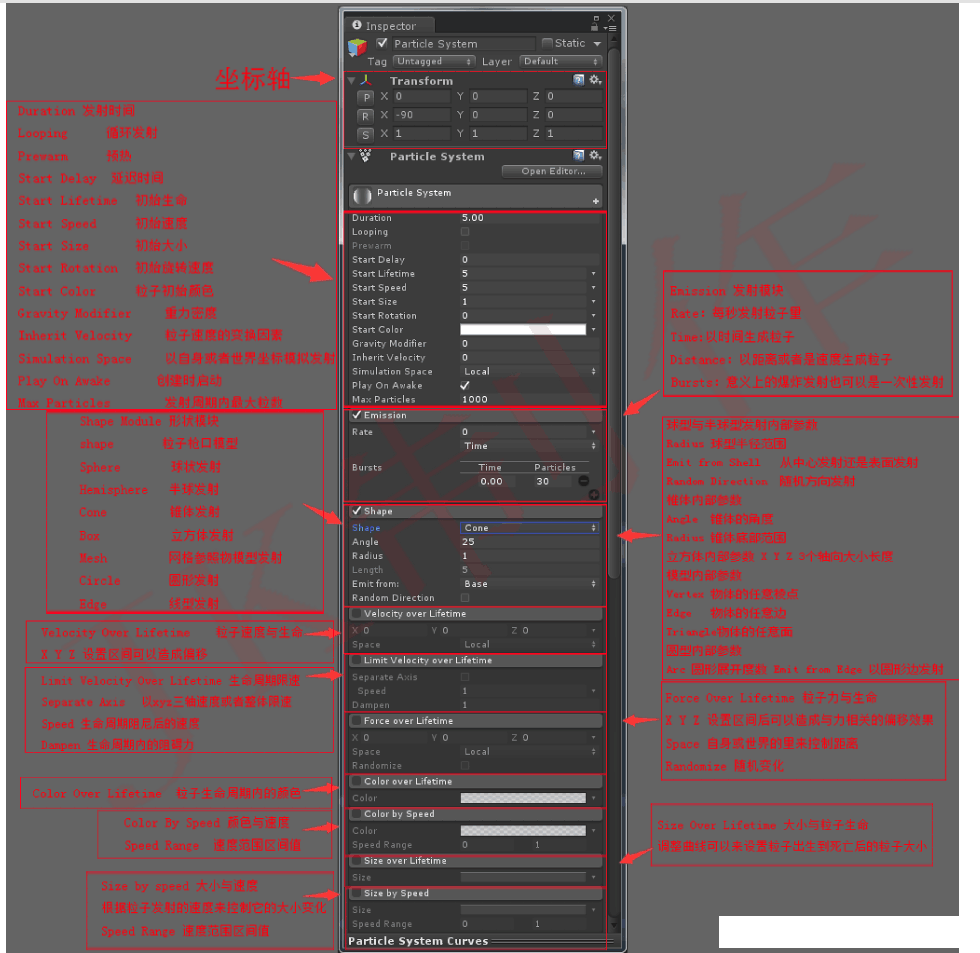 Inspector
Particle System
Static
Tag Untagged Layer Default
坐标轴
Transform
P X 0 Y 0 Z 0
R X -90 Y 0 Z 0
S X 1 Y 1 Z 1
Particle System
Open Editor...
Particle System
Duration 发射时间
Looping 循环发射
Prewarm 预热
Start Delay 延迟时间
Start Lifetime 初始生命
Start Speed 初始速度
Start Size 初始大小
Start Rotation 初始旋转速度
Start Color 粒子初始颜色
Gravity Modifier 重力密度
Inherit Velocity 粒子速度的变换因素
Simulation Space 以自身或者世界坐标模拟发射
Play On Awake 创建时启动
Max Particles 发射周期内最大粒数
Duration 5.00
Looping
Prewarm
Start Delay 0
Start Lifetime 5
Start Speed 5
Start Size 1
Start Rotation 0
Start Color
Gravity Modifier 0
Inherit Velocity 0
Simulation Space Local
Play On Awake
Max Particles 1000
Emission 发射模块
Rate: 每秒发射粒子量
Time:以时间生成粒子
Distance: 以距离或者是速度生成粒子
Bursts: 意义上的爆炸发射也可以是一次性发射
Emission
Rate 0
Time
Bursts Time Particles
0.00 30
Shape Module 形状模块
shape 粒子枪口模型
Sphere 球状发射
Hemisphere 半球发射
Cone 锥体发射
Box 立方体发射
Mesh 网格参照物模型发射
Circle 圆形发射
Edge 线型发射
Shape
Shape Cone
Angle 25
Radius 1
Length 5
Emit from: Base
Random Direction
球型与半球型发射内部参数
Radius 球型半径范围
Emit from Shell 从中心发射还是表面发射
Random Direction 随机方向发射
锥体内部参数
Angle 锥体的角度
Radius 锥体底部范围
立方体内部参数 X Y Z 3个轴向大小长度
模型内部参数
Vertex 物体的任意棱点
Edge 物体的任意边
Triangle物体的任意面
圆型内部参数
Arc 圆形展开度数 Emit from Edge 以圆形边发射
Velocity Over Lifetime 粒子速度与生命
X Y Z 设置区间可以造成偏移
Velocity over Lifetime
X 0 Y 0 Z 0
Space Local
Limit Velocity Over Lifetime 生命周期限速
Separate Axis 以xyz三轴速度或者整体限速
Speed 生命周期阻尼后的速度
Dampen 生命周期内的阻碍力
Limit Velocity over Lifetime
Separate Axis
Speed 1
Dampen 1
Force over Lifetime
X 0 Y 0 Z 0
Space Local
Randomize
Force Over Lifetime 粒子力与生命
X Y Z 设置区间后可以造成与力相关的偏移效果
Space 自身或世界的里来控制距离
Randomize 随机变化
Color Over Lifetime 粒子生命周期内的颜色
Color over Lifetime
Color
Color By Speed 颜色与速度
Speed Range 速度范围区间值
Color by Speed
Color
Speed Range 0 1
Size Over Lifetime 大小与粒子生命
调整曲线可以来设置粒子出生到死亡后的粒子大小
Size over Lifetime
Size
Size by speed 大小与速度
根据粒子发射的速度来控制它的大小变化
Speed Range 速度范围区间值
Size by Speed
Size
Speed Range 0 1
Particle System Curves